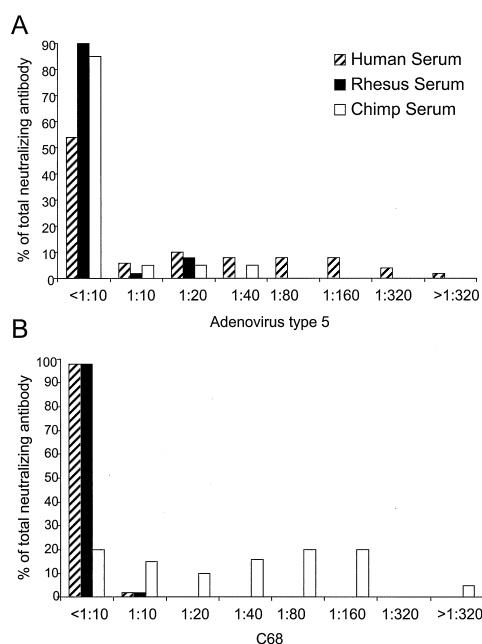 A
% of total neutralizing antibody
90
80
70
60
50
40
30
20
10
0
Human Serum
Rhesus Serum
Chimp Serum
<1:10 1:10 1:20 1:40 1:80 1:160 1:320 >1:320
Adenovirus type 5
B
% of total neutralizing antibody
100
90
80
70
60
50
40
30
20
10
0
<1:10 1:10 1:20 1:40 1:80 1:160 1:320 >1:320
C68